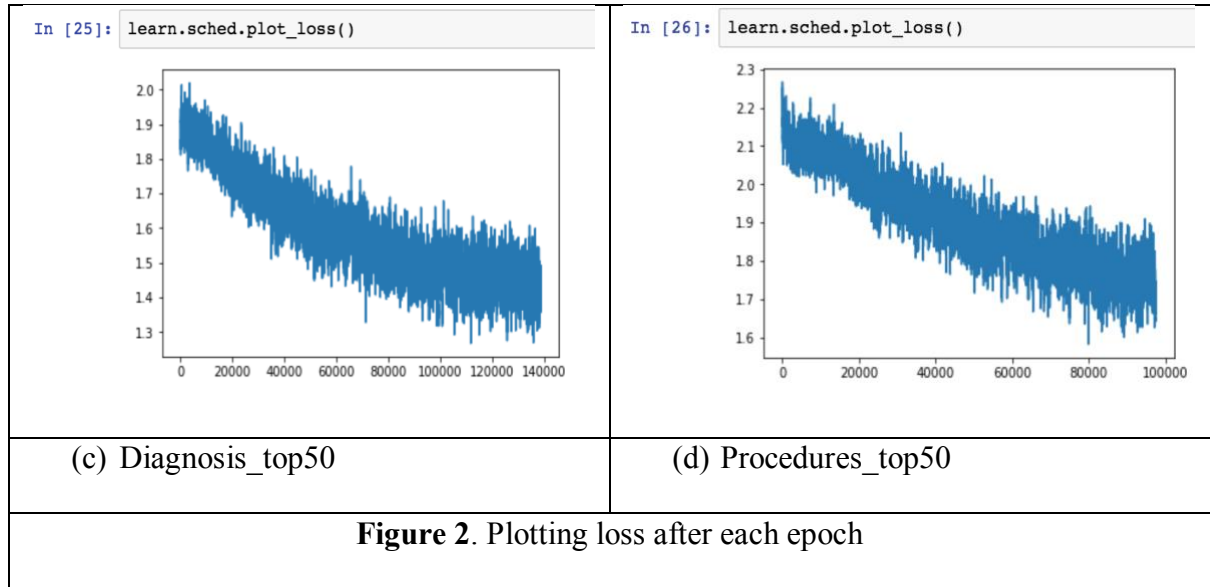 In [25]: learn.sched.plot_loss()
2.0
1.9
1.8
1.7
1.6
1.5
1.4
1.3
0 20000 40000 60000 80000 100000 120000 140000
(c) Diagnosis_top50
In [26]: learn.sched.plot_loss()
2.3
2.2
2.1
2.0
1.9
1.8
1.7
1.6
0 20000 40000 60000 80000 100000
(d) Procedures_top50
Figure 2. Plotting loss after each epoch